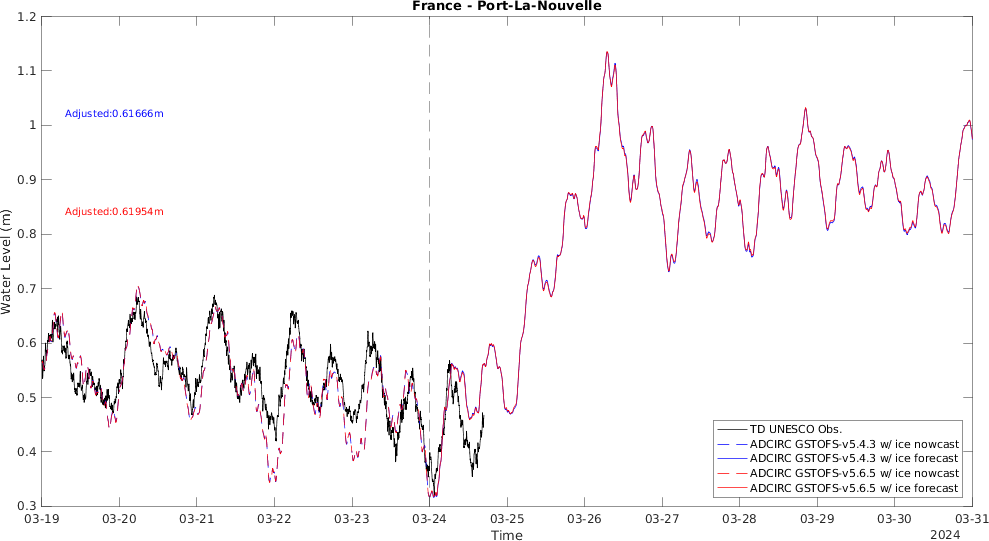 France - Port-La-Nouvelle
1.2
1.1
1
0.9
0.8
0.7
0.6
0.5
0.4
0.3
Water Level (m)
Adjusted:0.61666m
Adjusted:0.61954m
TD UNESCO Obs.
ADCIRC GSTOFS-v5.4.3 w/ ice nowcast
ADCIRC GSTOFS-v5.4.3 w/ ice forecast
ADCIRC GSTOFS-v5.6.5 w/ ice nowcast
ADCIRC GSTOFS-v5.6.5 w/ ice forecast
03-19 03-20 03-21 03-22 03-23 03-24 03-25 03-26 03-27 03-28 03-29 03-30 03-31
Time
2024